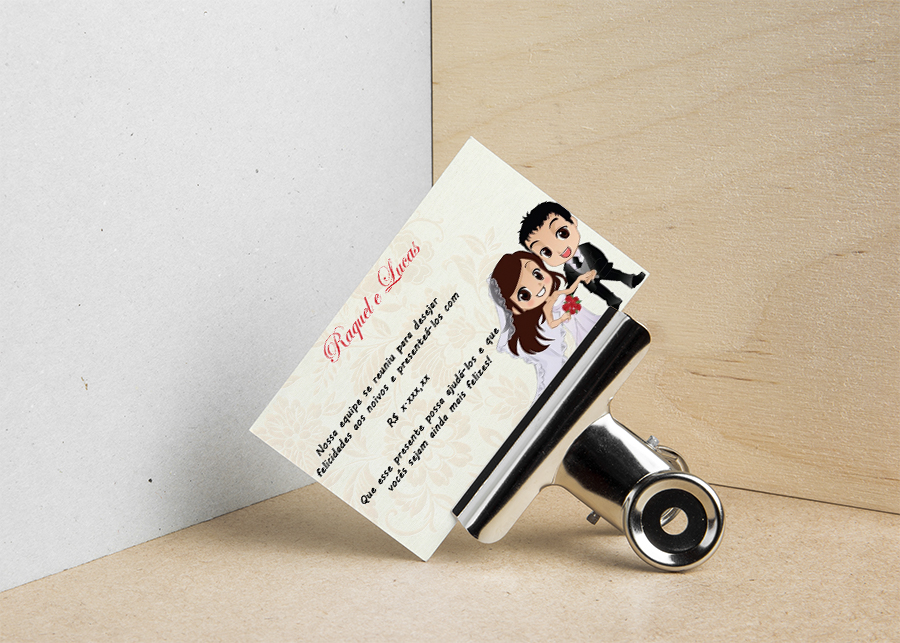 Raquel e Lucas
Nossa equipe se reuniu para desejar
felicidades aos noivos e presenteá-los com
R$ x.xxx,xx
Que esse presente possa ajudá-los e que
vocês sejam ainda mais felizes!